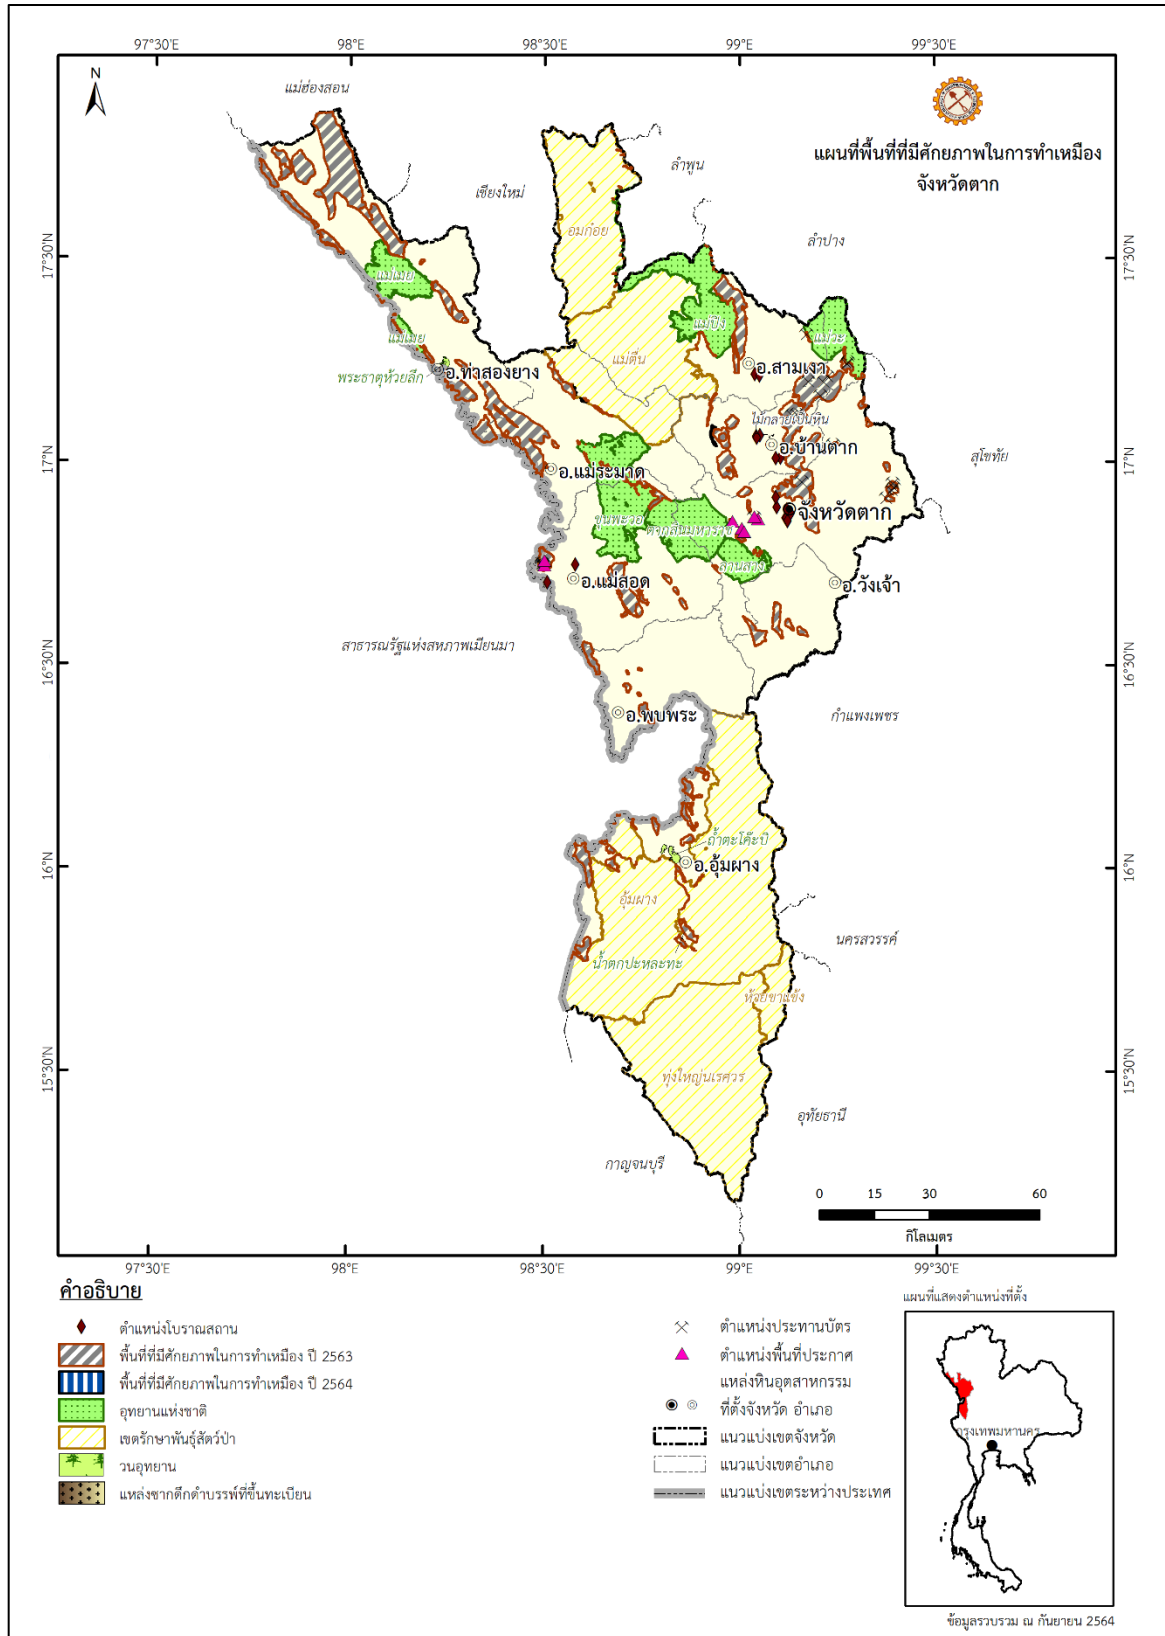 97°30'E 98°E 98°30'E 99°E 99°30'E
N
แม่ฮ่องสอน
แผนที่พื้นที่ที่มีศักยภาพในการทำเหมือง
จังหวัดตาก
ลำพูน
เชียงใหม่
ลำปาง
อมก๋อย
17°30'N 17°30'N
แม่เมย
แม่ปิง
แม่วะ
แม่เมย
แม่ตื่น
อ.สามเงา
พระธาตุห้วยลึก
อ.ท่าสองยาง
ไม้กลายเป็นหิน
อ.บ้านตาก
สุโขทัย
17°N 17°N
อ.แม่ระมาด
จังหวัดตาก
ขุนพะวอ
ตากสินมหาราช
ลานสาง
อ.แม่สอด
อ.วังเจ้า
สาธารณรัฐแห่งสหภาพเมียนมา
16°30'N 16°30'N
อ.พบพระ
กำแพงเพชร
ถ้ำตะโค๊ะบิ
อ.อุ้มผาง
16°N 16°N
อุ้มผาง
นครสวรรค์
น้ำตกปะหละทะ
ห้วยขาแข้ง
15°30'N 15°30'N
ทุ่งใหญ่นเรศวร
อุทัยธานี
กาญจนบุรี
0 15 30 60
กิโลเมตร
97°30'E 98°E 98°30'E 99°E 99°30'E
คำอธิบาย
ตำแหน่งโบราณสถาน
พื้นที่ที่มีศักยภาพในการทำเหมือง ปี 2563
พื้นที่ที่มีศักยภาพในการทำเหมือง ปี 2564
อุทยานแห่งชาติ
เขตรักษาพันธุ์สัตว์ป่า
วนอุทยาน
แหล่งซากดึกดำบรรพ์ที่ขึ้นทะเบียน
ตำแหน่งประทานบัตร
ตำแหน่งพื้นที่ประกาศ
แหล่งหินอุตสาหกรรม
ที่ตั้งจังหวัด อำเภอ
แนวแบ่งเขตจังหวัด
แนวแบ่งเขตอำเภอ
แนวแบ่งเขตระหว่างประเทศ
แผนที่แสดงตำแหน่งที่ตั้ง
กรุงเทพมหานคร
ข้อมูลรวบรวม ณ กันยายน 2564